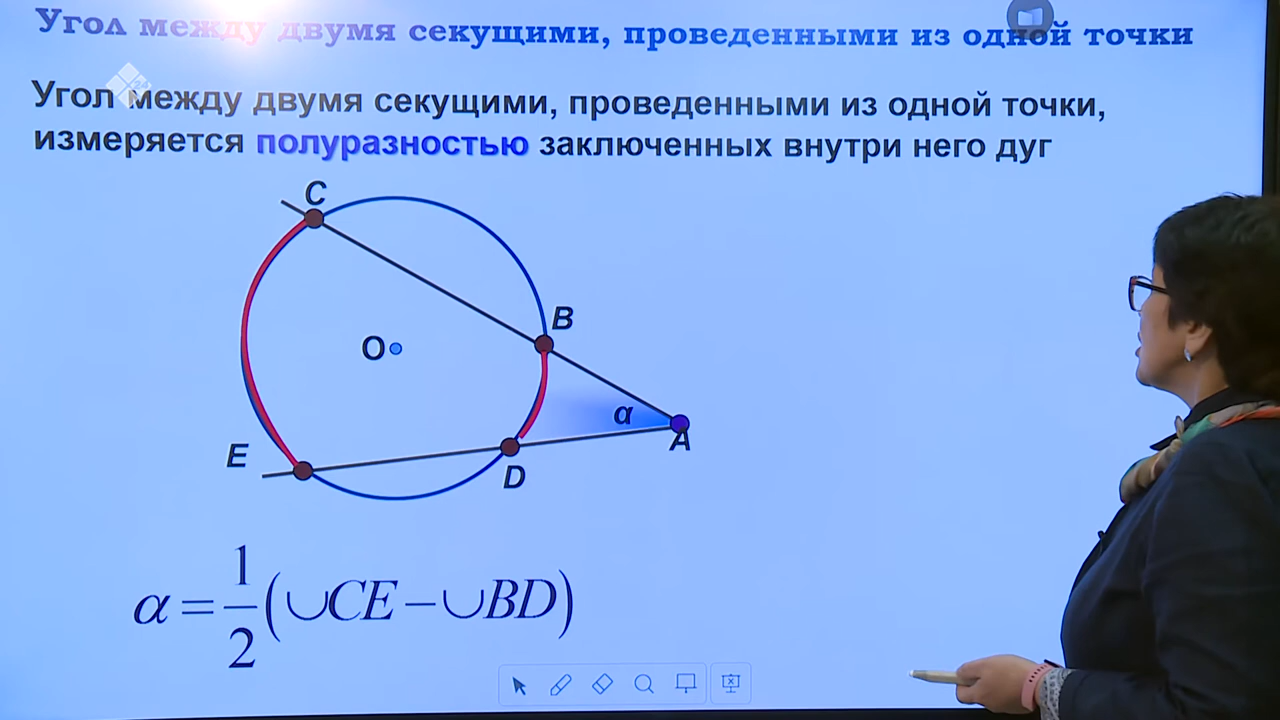 Угол между двумя секущими, проведенными из одной точки
Угол между двумя секущими, проведенными из одной точки,
измеряется полуразностью заключенных внутри него дуг
C
B
O
α
A
E
D
α = 1/2 (∪CE − ∪BD)